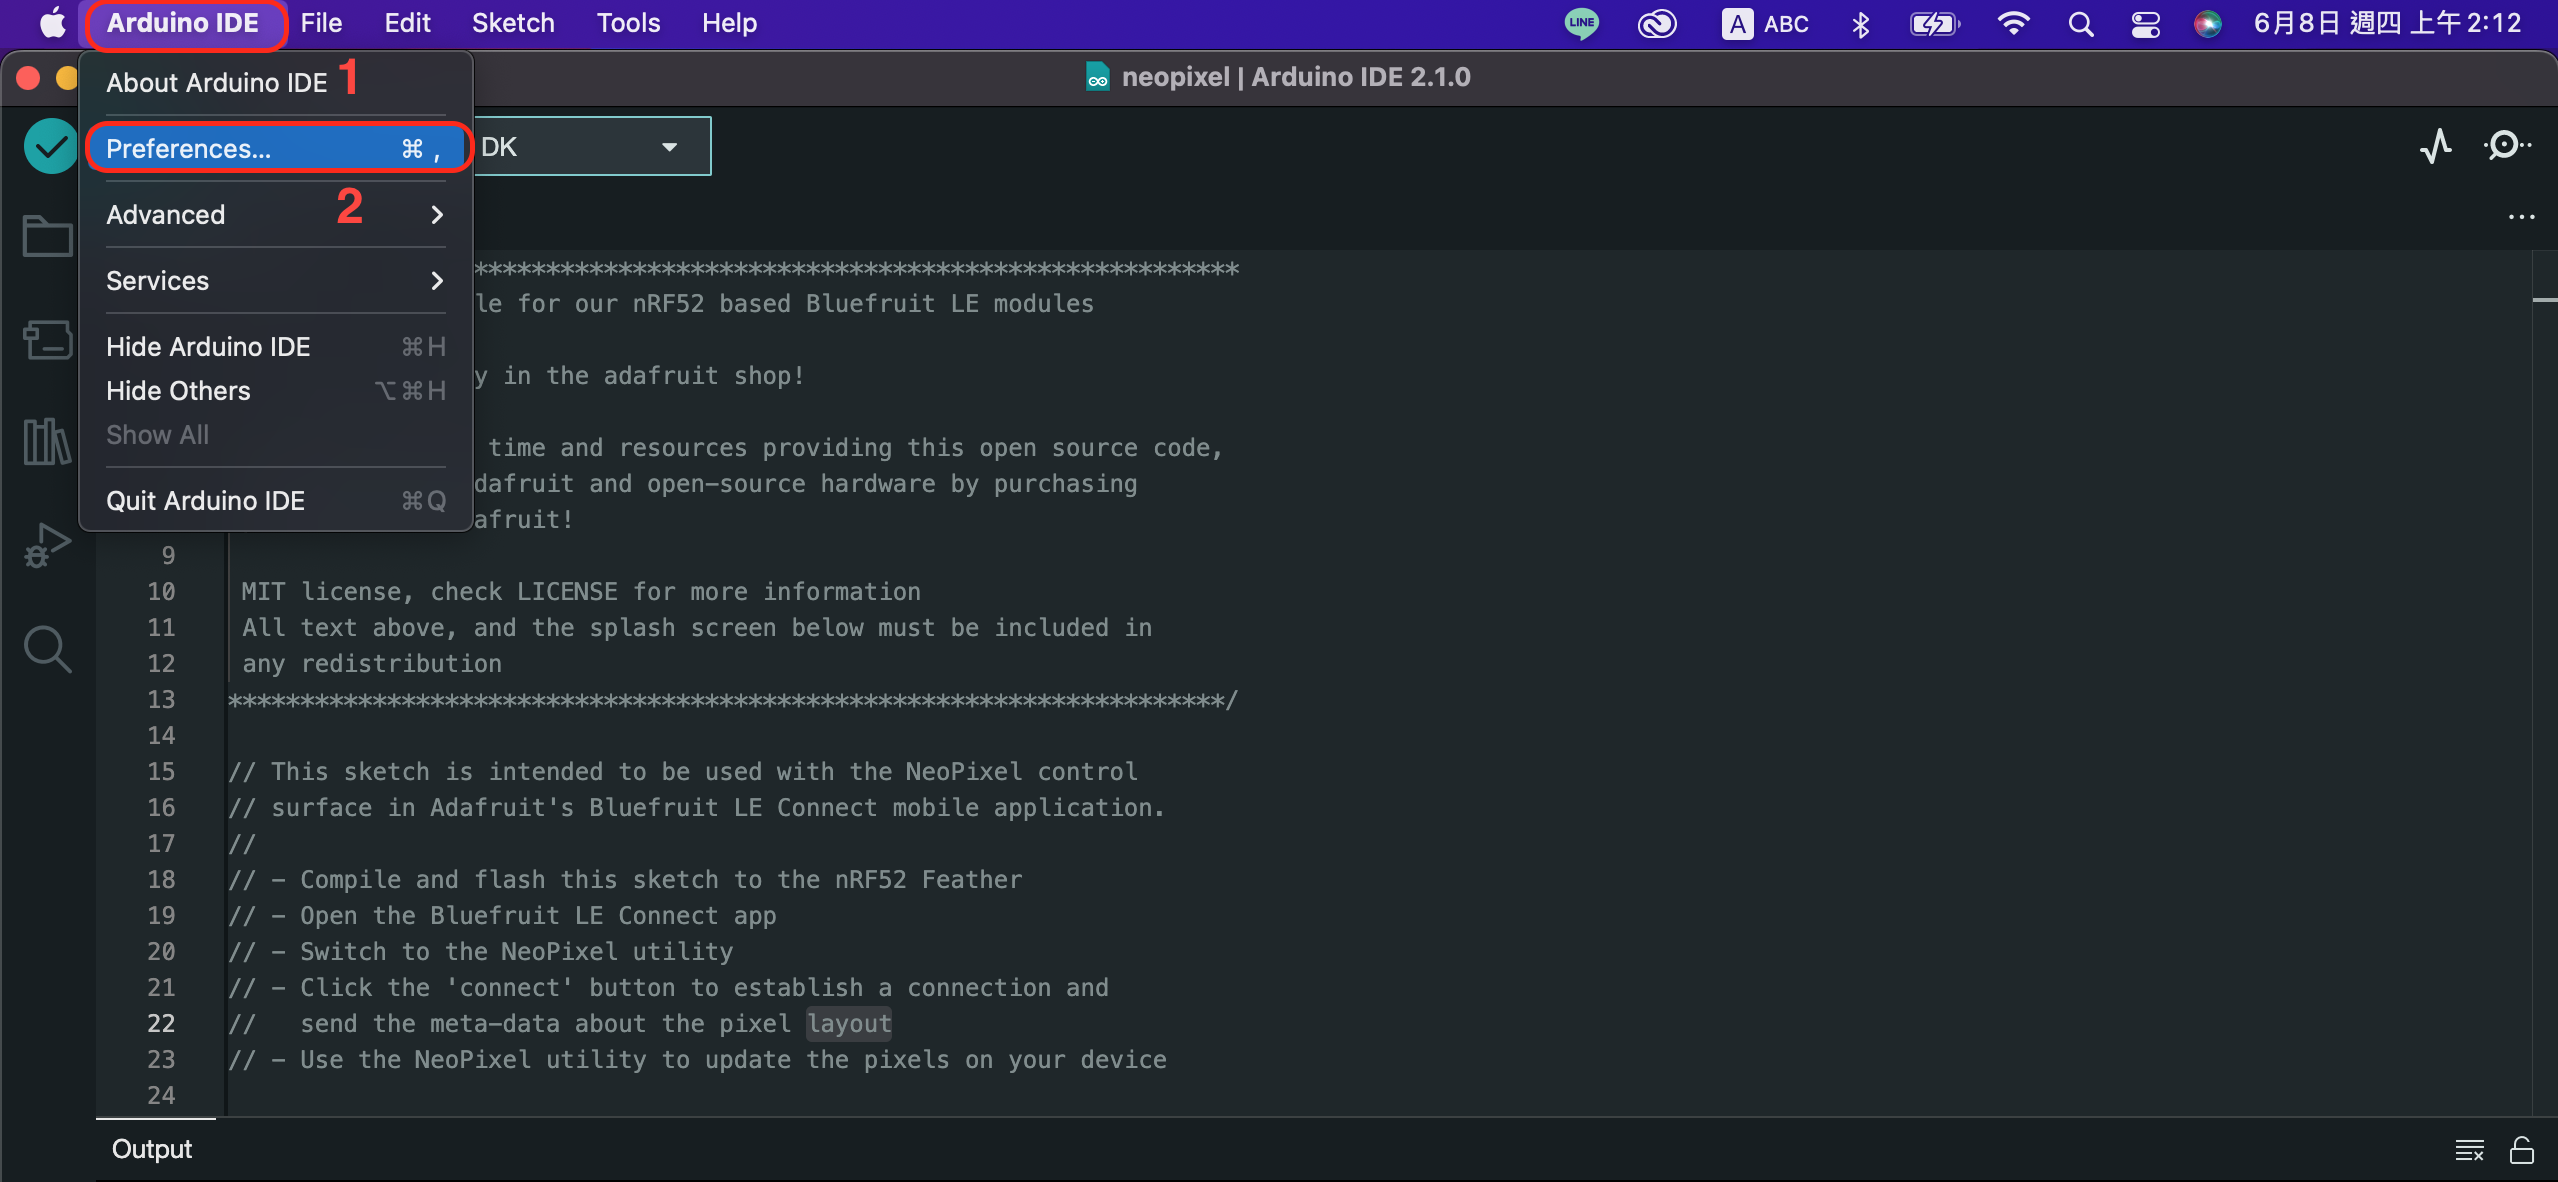 Arduino IDE File Edit Sketch Tools Help LINE A ABC 6月8日 週四 上午 2:12
neopixel | Arduino IDE 2.1.0
About Arduino IDE 1
Preferences... ⌘ ,
DK
Advanced 2
Services
Hide Arduino IDE ⌘H
Hide Others ⌥⌘H
Show All
Quit Arduino IDE ⌘Q
*****************************************************
le for our nRF52 based Bluefruit LE modules
y in the adafruit shop!
time and resources providing this open source code,
dafruit and open-source hardware by purchasing
afruit!
9
10 MIT license, check LICENSE for more information
11 All text above, and the splash screen below must be included in
12 any redistribution
13 *********************************************************************/
14
15 // This sketch is intended to be used with the NeoPixel control
16 // surface in Adafruit's Bluefruit LE Connect mobile application.
17 //
18 // - Compile and flash this sketch to the nRF52 Feather
19 // - Open the Bluefruit LE Connect app
20 // - Switch to the NeoPixel utility
21 // - Click the 'connect' button to establish a connection and
22 //   send the meta-data about the pixel layout
23 // - Use the NeoPixel utility to update the pixels on your device
24
Output